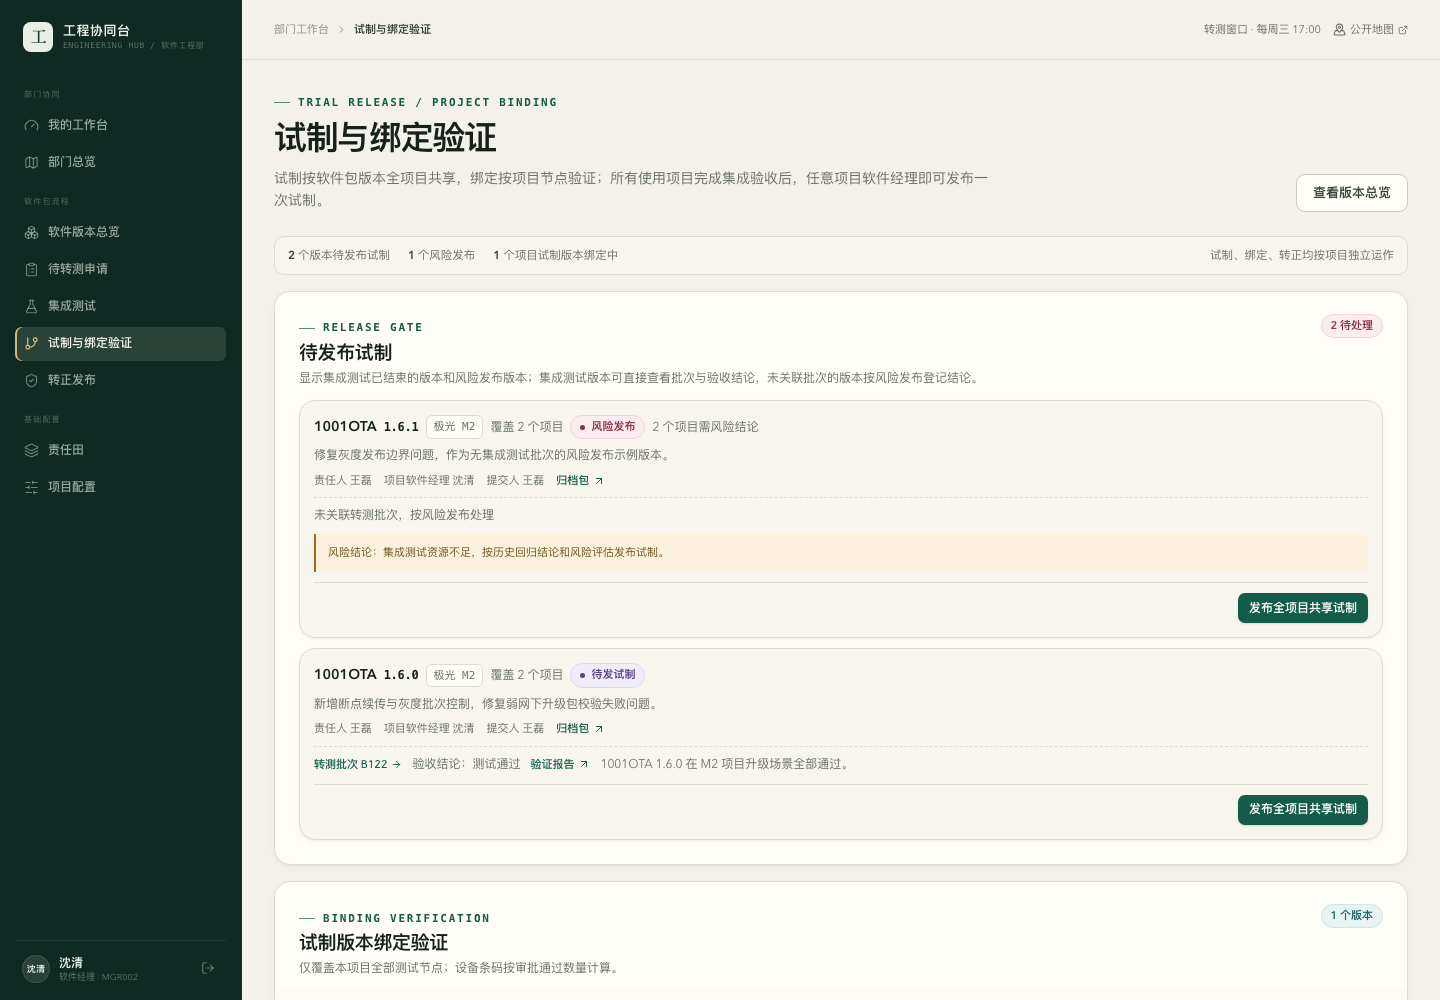 工
工程协同台
ENGINEERING HUB / 软件工程部
部门协同
我的工作台
部门总览
软件包流程
软件版本总览
待转测申请
集成测试
试制与绑定验证
转正发布
基础配置
责任田
项目配置
沈清
沈清
软件经理 · MGR002
部门工作台 > 试制与绑定验证
转测窗口 · 每周三 17:00 公开地图
TRIAL RELEASE / PROJECT BINDING
试制与绑定验证
试制按软件包版本全项目共享，绑定按项目节点验证；所有使用项目完成集成验收后，任意项目软件经理即可发布一
次试制。
查看版本总览
2 个版本待发布试制 1 个风险发布 1 个项目试制版本绑定中
试制、绑定、转正均按项目独立运作
RELEASE GATE
2 待处理
待发布试制
显示集成测试已结束的版本和风险发布版本；集成测试版本可直接查看批次与验收结论，未关联批次的版本按风险发布登记结论。
1001OTA 1.6.1 极光 M2 覆盖 2 个项目 风险发布 2 个项目需风险结论
修复灰度发布边界问题，作为无集成测试批次的风险发布示例版本。
责任人 王磊 项目软件经理 沈清 提交人 王磊 归档包
未关联转测批次，按风险发布处理
风险结论：集成测试资源不足，按历史回归结论和风险评估发布试制。
发布全项目共享试制
1001OTA 1.6.0 极光 M2 覆盖 2 个项目 待发试制
新增断点续传与灰度批次控制，修复弱网下升级包校验失败问题。
责任人 王磊 项目软件经理 沈清 提交人 王磊 归档包
转测批次 B122 → 验收结论：测试通过 验证报告 1001OTA 1.6.0 在 M2 项目升级场景全部通过。
发布全项目共享试制
BINDING VERIFICATION
1 个版本
试制版本绑定验证
仅覆盖本项目全部测试节点；设备条码按审批通过数量计算。